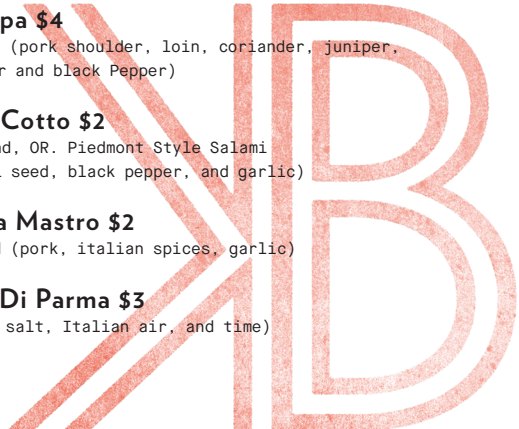 pa $4
(pork shoulder, loin, coriander, juniper,
r and black Pepper)
Cotto $2
nd, OR. Piedmont Style Salami
l seed, black pepper, and garlic)
a Mastro $2
(pork, italian spices, garlic)
Di Parma $3
salt, Italian air, and time)